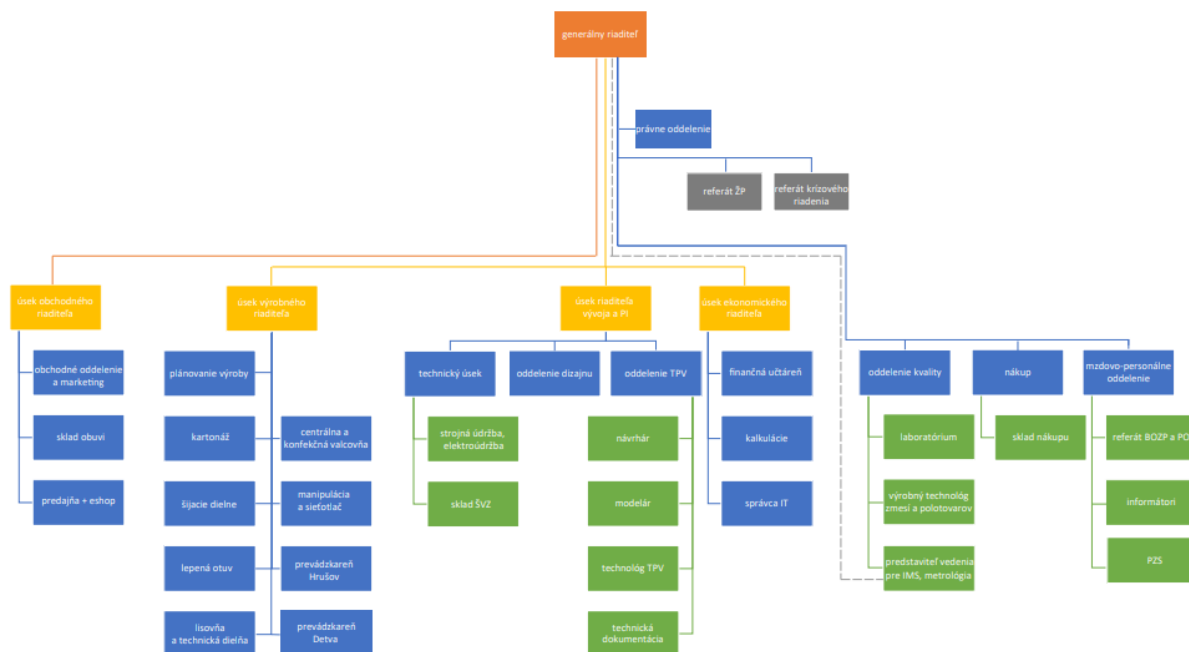 generálny riaditeľ
právne oddelenie
referát ŽP
referát krízového
riadenia
úsek obchodného
riaditeľa
úsek výrobného
riaditeľa
úsek riaditeľa
vývoja a PI
úsek ekonomického
riaditeľa
obchodné oddelenie
a marketing
sklad obuvi
predajňa + eshop
plánovanie výroby
kartonáž
centrálna a
konfekčná valcovňa
šijacie dielne
manipulácia
a sieťotlač
lepená otuv
prevádzkareň
Hrušov
lisovňa
a technická dielňa
prevádzkareň
Detva
technický úsek
oddelenie dizajnu
oddelenie TPV
strojná údržba,
elektroúdržba
sklad ŠVZ
návrhár
modelár
technológ TPV
technická
dokumentácia
finančná učtáreň
kalkulácie
správca IT
oddelenie kvality
nákup
mzdovo-personálne
oddelenie
laboratórium
výrobný technológ
zmesi a polotovarov
predstaviteľ vedenia
pre IMS, metrológia
sklad nákupu
referát BOZP a PO
informátori
PZS